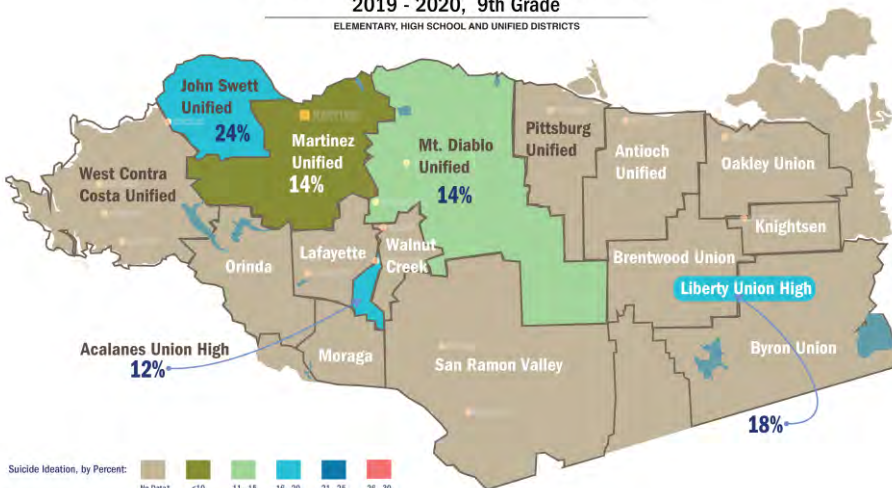 2019 - 2020, 9th Grade
ELEMENTARY, HIGH SCHOOL AND UNIFIED DISTRICTS
John Swett
Unified
24%
Martinez
Unified
14%
Mt. Diablo
Unified
14%
Pittsburg
Unified
Antioch
Unified
Oakley Union
West Contra
Costa Unified
Knightsen
Orinda
Lafayette
Walnut
Creek
Brentwood Union
Liberty Union High
Acalanes Union High
12%
Moraga
San Ramon Valley
Byron Union
18%
Suicide Ideation, by Percent: